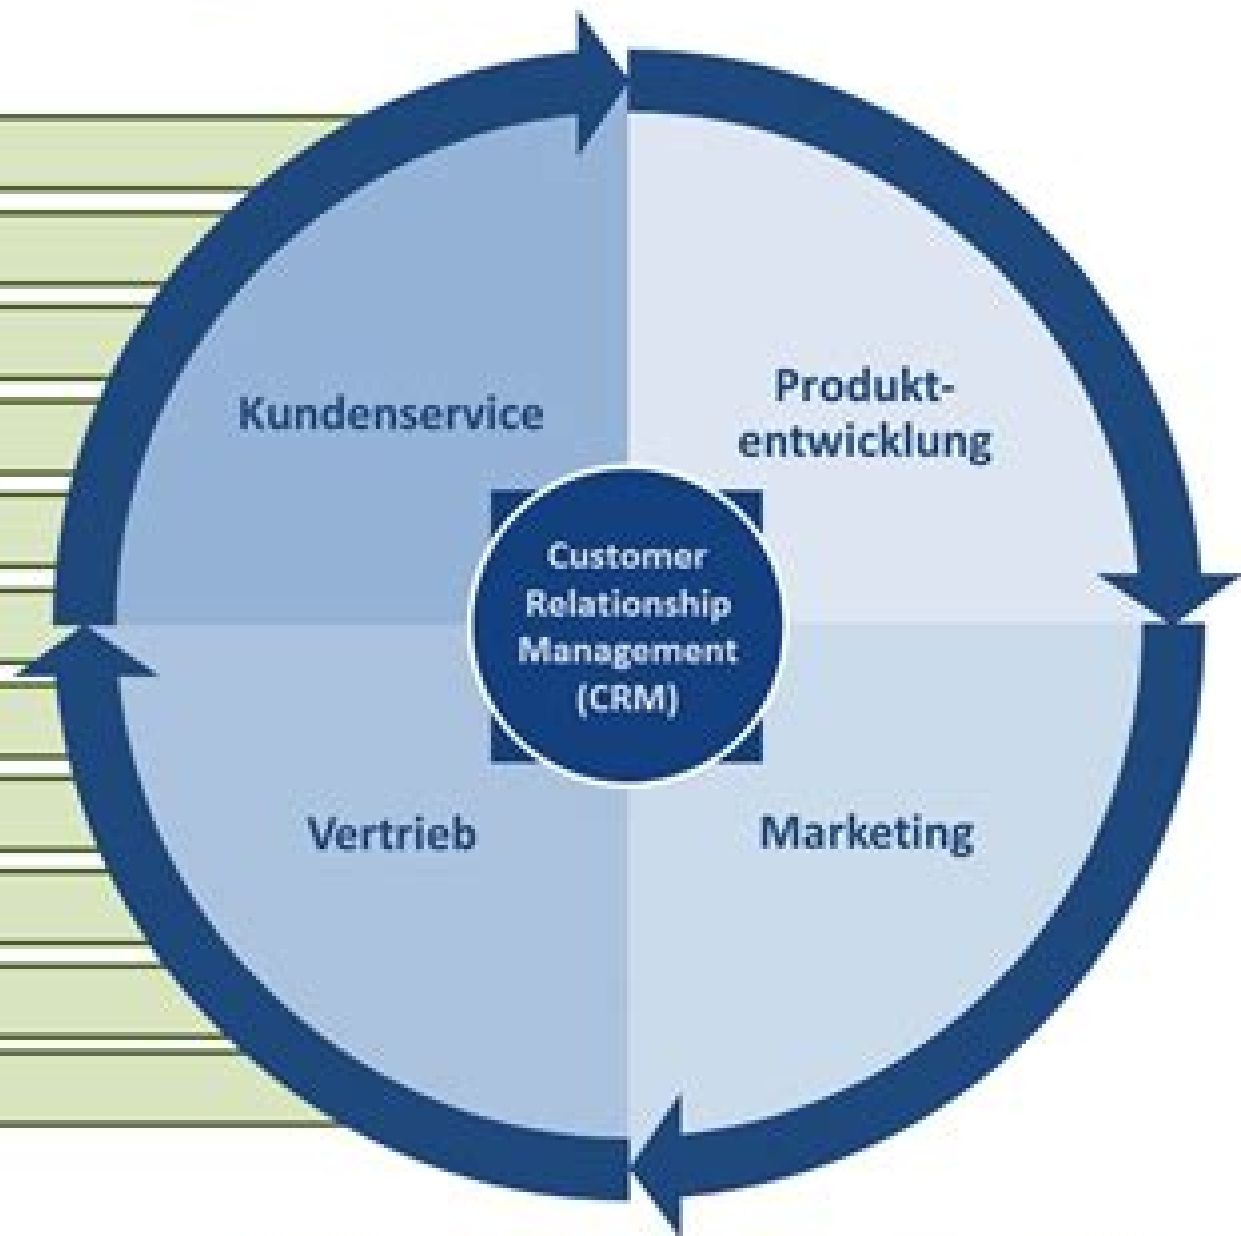 Kundenservice
Produkt-
entwicklung
Customer
Relationship
Management
(CRM)
Vertrieb
Marketing